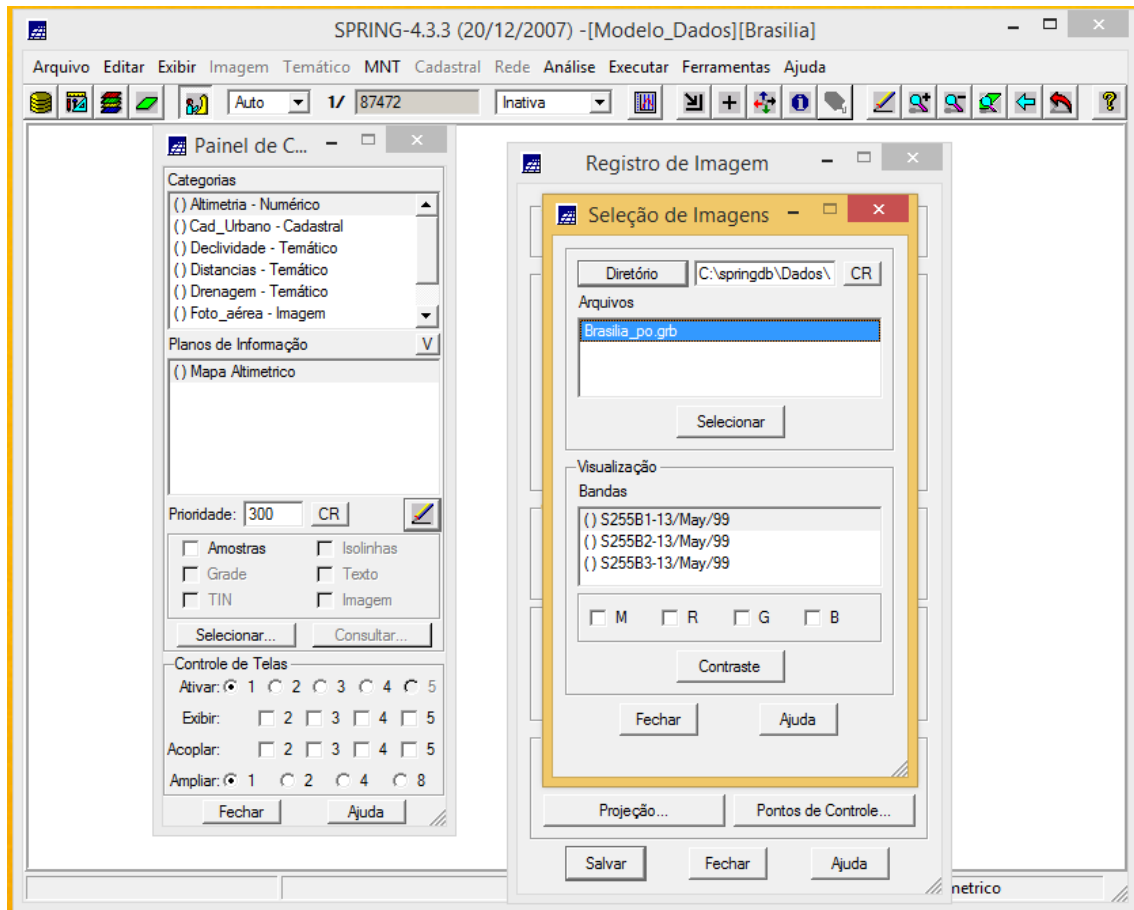 SPRING-4.3.3 (20/12/2007) -[Modelo_Dados][Brasilia]
Arquivo Editar Exibir Imagem Temático MNT Cadastral Rede Análise Executar Ferramentas Ajuda
Auto 1/ 87472 Inativa
Painel de C...
Categorias
() Altimetria - Numérico
() Cad_Urbano - Cadastral
() Declividade - Temático
() Distancias - Temático
() Drenagem - Temático
() Foto_aérea - Imagem
Planos de Informação V
() Mapa Altimetrico
Prioridade: 300 CR
Amostras Isolinhas
Grade Texto
TIN Imagem
Selecionar... Consultar...
Controle de Telas
Ativar: 1 2 3 4 5
Exibir: 2 3 4 5
Acoplar: 2 3 4 5
Ampliar: 1 2 4 8
Fechar Ajuda
Registro de Imagem
Seleção de Imagens
Diretório C:\springdb\Dados\ CR
Arquivos
Brasilia_po.grb
Selecionar
Visualização
Bandas
() S255B1-13/May/99
() S255B2-13/May/99
() S255B3-13/May/99
M R G B
Contraste
Fechar Ajuda
Projeção... Pontos de Controle...
Salvar Fechar Ajuda
netrico